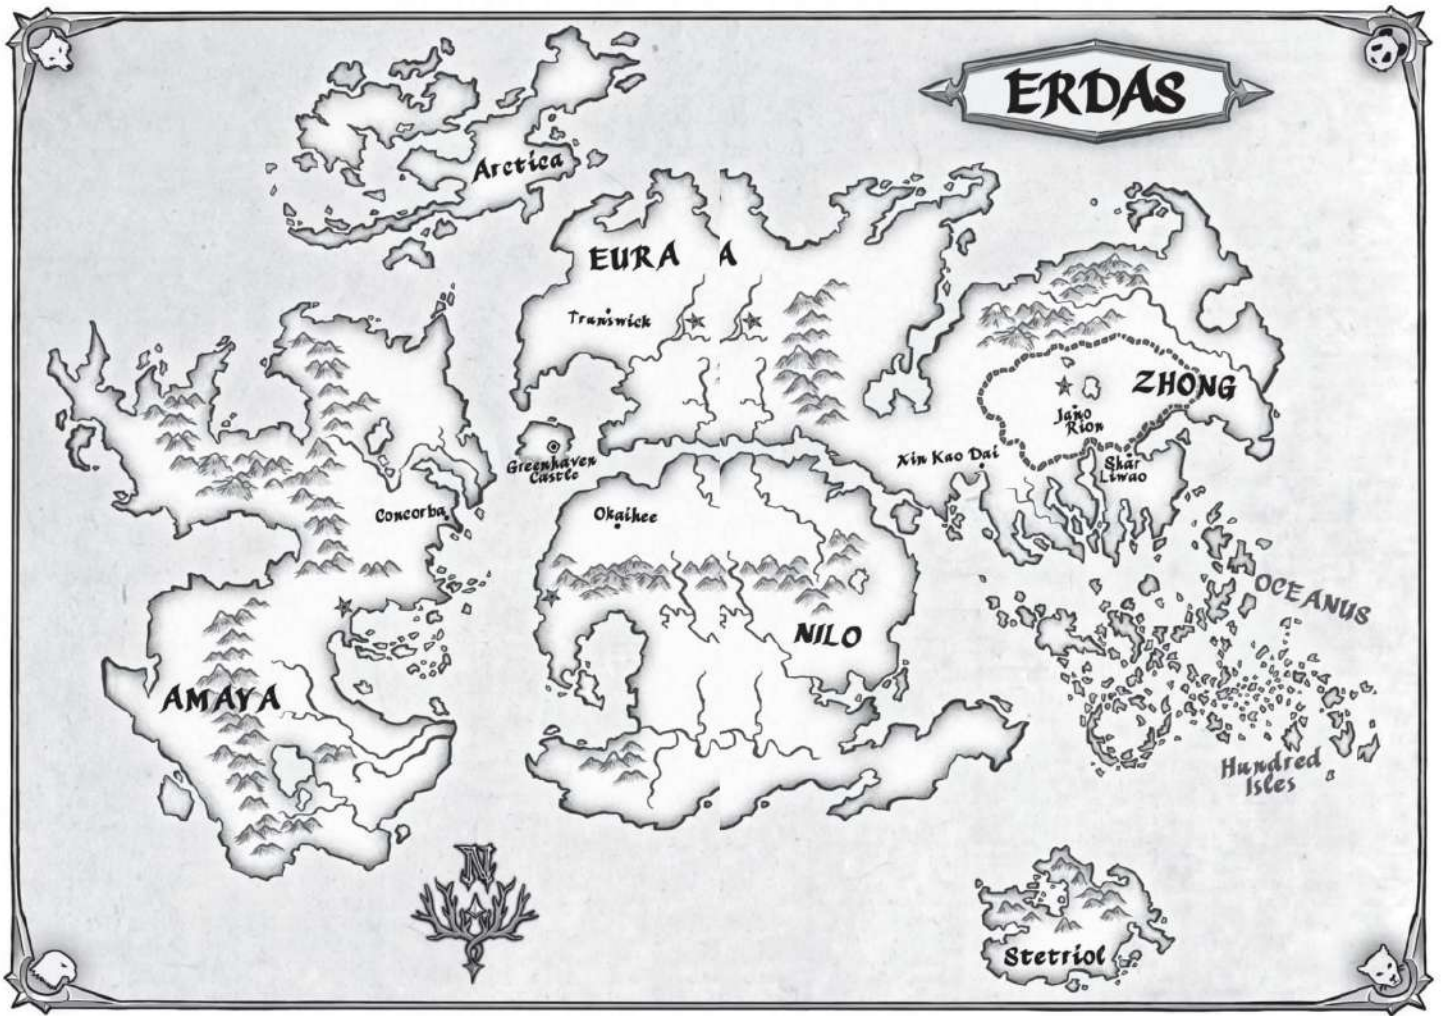 ERDAS
Arctica
EURA A
Trunswick
ZHONG
Jano
Rion
Greenhaven
Castle
Xin Kao Dai
Shar
Liwao
Concorba
Okaihee
OCEANUS
NILO
AMAYA
Hundred
Isles
N
Stetriol